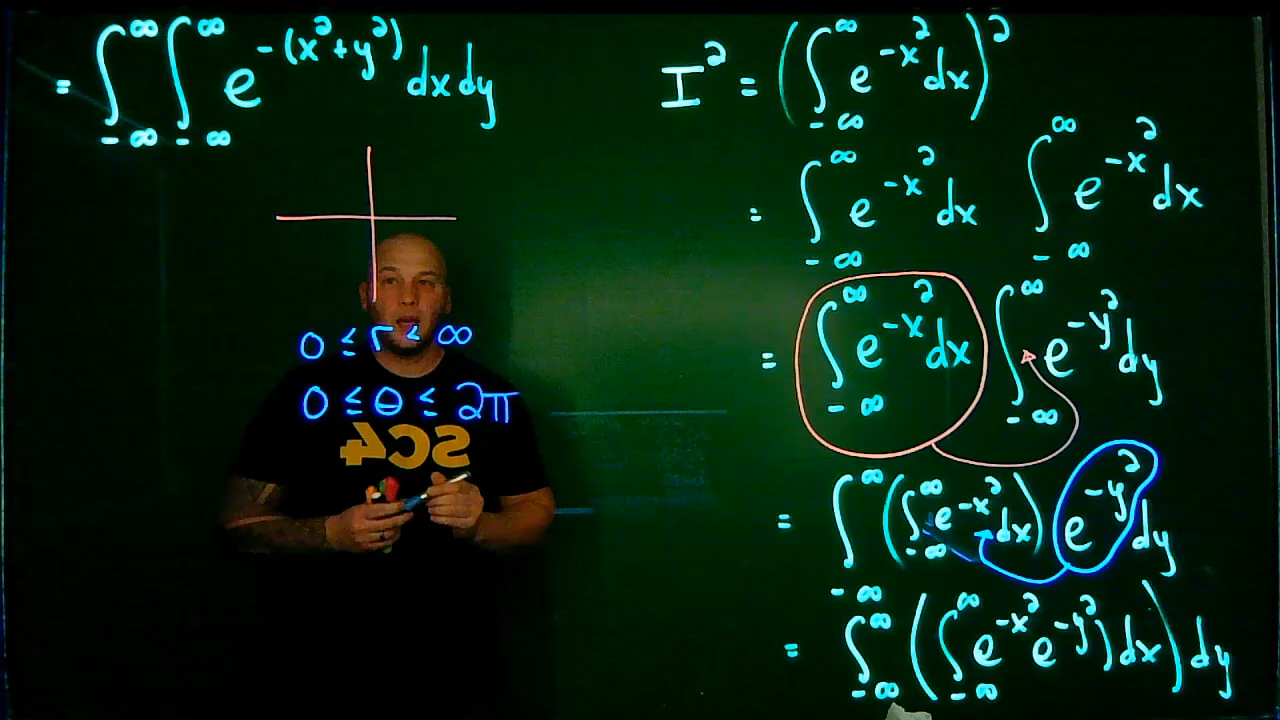 I² = (∫_{-∞}^{∞} e^{-x²} dx)²
= ∫_{-∞}^{∞} e^{-x²} dx ∫_{-∞}^{∞} e^{-x²} dx
= ∫_{-∞}^{∞} e^{-x²} dx ∫_{-∞}^{∞} e^{-y²} dy
= ∫_{-∞}^{∞} (∫_{-∞}^{∞} e^{-x²} dx) e^{-y²} dy
= ∫_{-∞}^{∞} (∫_{-∞}^{∞} e^{-x²} e^{-y²}) dx) dy
= ∫_{-∞}^{∞} ∫_{-∞}^{∞} e^{-(x²+y²)} dx dy
0 ≤ r < ∞
0 ≤ θ ≤ 2π
SC4